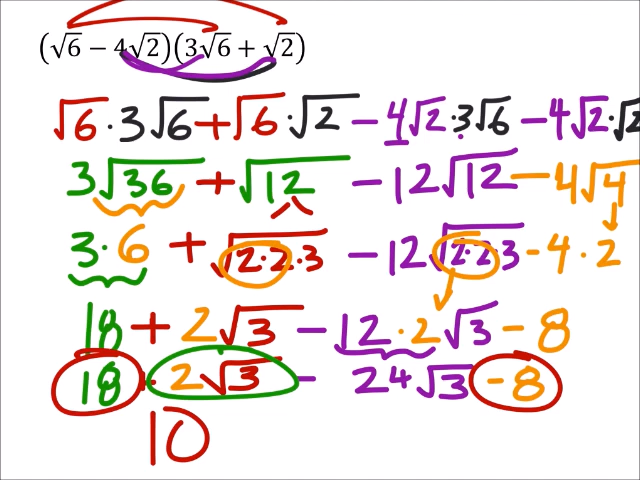 (√6 − 4√2)(3√6 + √2)
√6 · 3√6 + √6 · √2 − 4√2 · 3√6 − 4√2 · √2
3√36 + √12 − 12√12 − 4√4
3 · 6 + √2·2·3 − 12√2·2·3 - 4 · 2
18 + 2√3 − 12 · 2√3 − 8
18 + 2√3 - 24√3 - 8
10